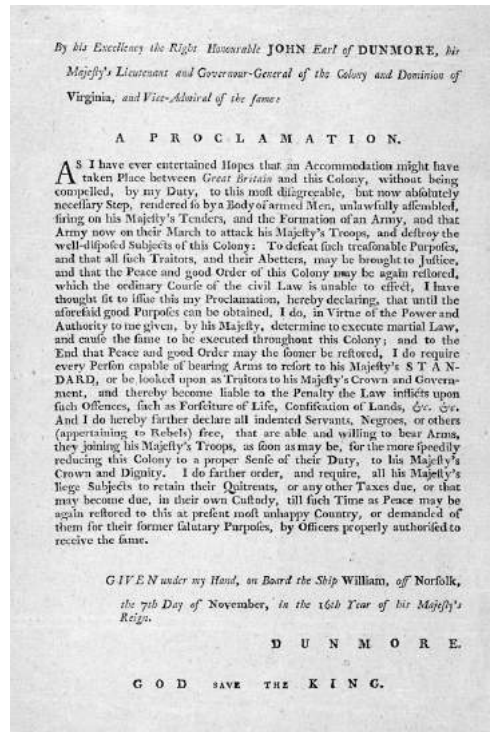 By his Excellency the Right Honourable JOHN Earl of DUNMORE, his
Majeſty's Lieutenant and Governour-General of the Colony and Dominion of
Virginia, and Vice-Admiral of the ſame:
A PROCLAMATION.
AS I have ever entertained Hopes that an Accommodation might have
taken Place between Great Britain and this Colony, without being
compelled, by my Duty, to this moſt diſagreeable, but now abſolutely
neceſſary Step, rendered ſo by a Body of armed Men, unlawfully aſſembled,
firing on his Majeſty's Tenders, and the Formation of an Army, and that
Army now on their March to attack his Majeſty's Troops, and deſtroy the
well-diſpoſed Subjects of this Colony: To defeat ſuch treaſonable Purpoſes,
and that all ſuch Traitors, and their Abettors, may be brought to Juſtice,
and that the Peace and good Order of this Colony may be again reſtored,
which the ordinary Courſe of the civil Law is unable to effect, I have
thought fit to iſſue this my Proclamation, hereby declaring, that until the
aforeſaid good Purpoſes can be obtained, I do, in Virtue of the Power and
Authority to me given, by his Majeſty, determine to execute martial Law,
and cauſe the ſame to be executed throughout this Colony; and to the
End that Peace and good Order may the ſooner be reſtored, I do require
every Perſon capable of bearing Arms to reſort to his Majeſty's STAN-
DARD, or be looked upon as Traitors to his Majeſty's Crown and Govern-
ment, and thereby become liable to the Penalty the Law inflicts upon
ſuch Offences, ſuch as Forfeiture of Life, Confiſcation of Lands, &c. &c.
And I do hereby farther declare all indented Servants, Negroes, or others
(appertaining to Rebels) free, that are able and willing to bear Arms,
they joining his Majeſty's Troops, as ſoon as may be, for the more ſpeedily
reducing this Colony to a proper Senſe of their Duty, to his Majeſty's
Crown and Dignity. I do farther order, and require, all his Majeſty's
liege Subjects to retain their Quitrents, or any other Taxes due, or that
may become due, in their own Cuſtody, till ſuch Time as Peace may be
again reſtored to this at preſent moſt unhappy Country, or demanded of
them for their former ſalutary Purpoſes, by Officers properly authoriſed to
receive the ſame.
GIVEN under my Hand, on Board the Ship William, off Norfolk,
the 7th Day of November, in the 16th Year of his Majeſty's
Reign.
DUNMORE.
GOD SAVE THE KING.